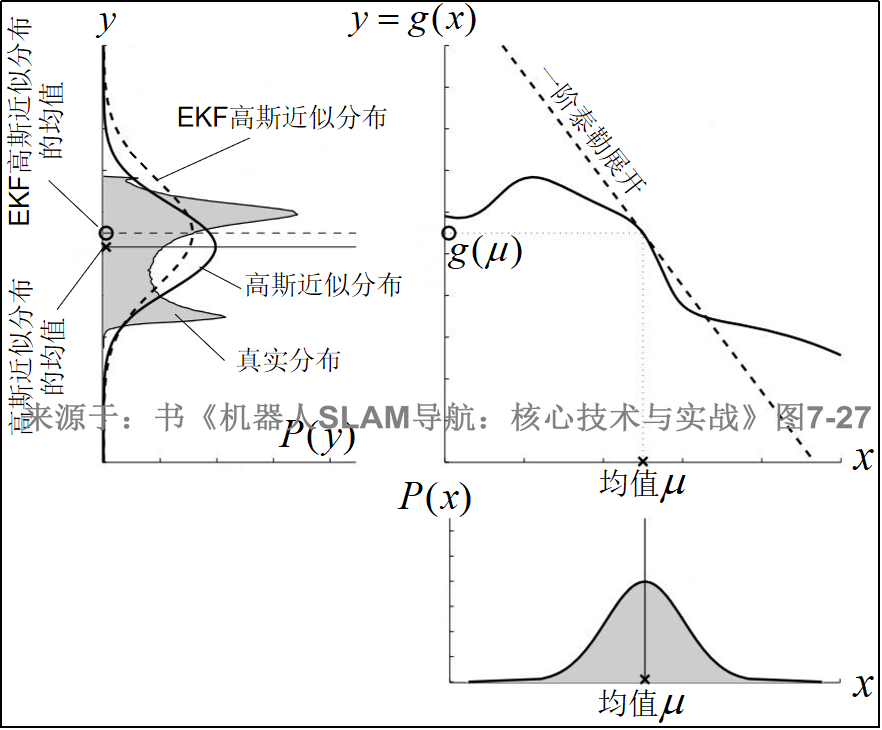 y
y = g(x)
EKF高斯近似分布
的均值
EKF高斯近似分布
一阶泰勒展开
g(μ)
高斯近似分布
高斯近似分布
的均值
真实分布
来源于：书《机器人SLAM导航：核心技术与实战》图7-27
P(y)
x
均值μ
P(x)
x
均值μ